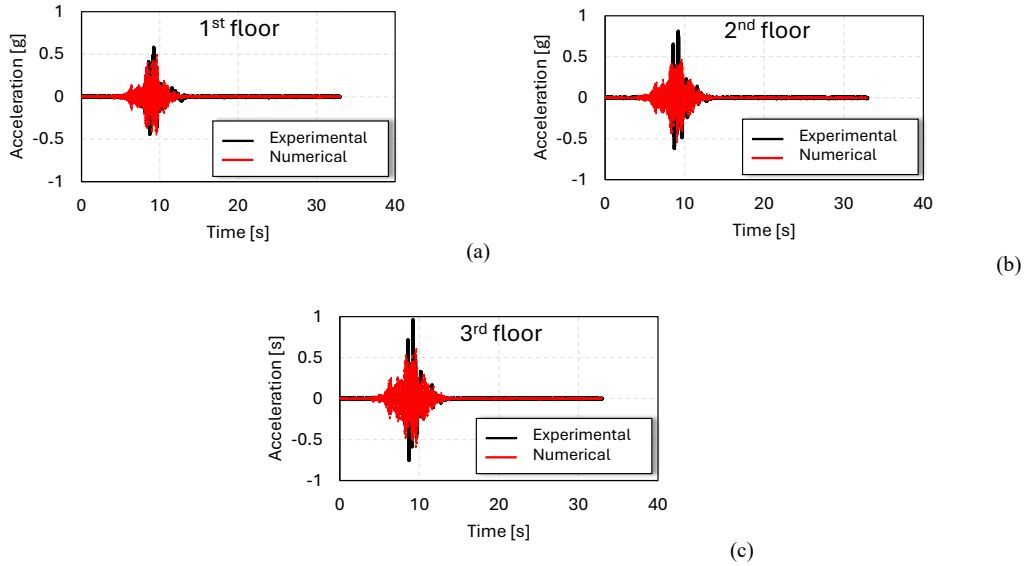 1st floor
Acceleration [g]
1
0.5
0
-0.5
-1
Experimental
Numerical
0 10 20 30 40
Time [s]
(a)
2nd floor
Acceleration [g]
1
0.5
0
-0.5
-1
Experimental
Numerical
0 10 20 30 40
Time [s]
(b)
3rd floor
Acceleration [s]
1
0.5
0
-0.5
-1
Experimental
Numerical
0 10 20 30 40
Time [s]
(c)